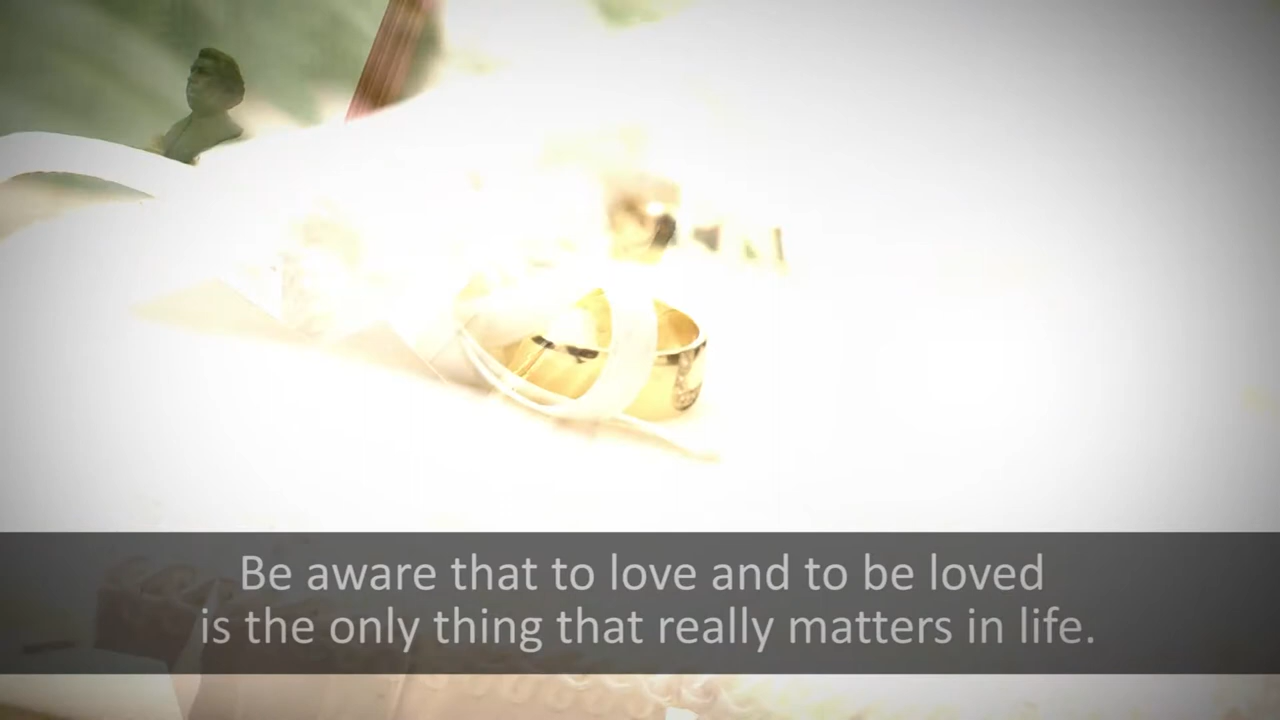 Be aware that to love and to be loved
is the only thing that really matters in life.